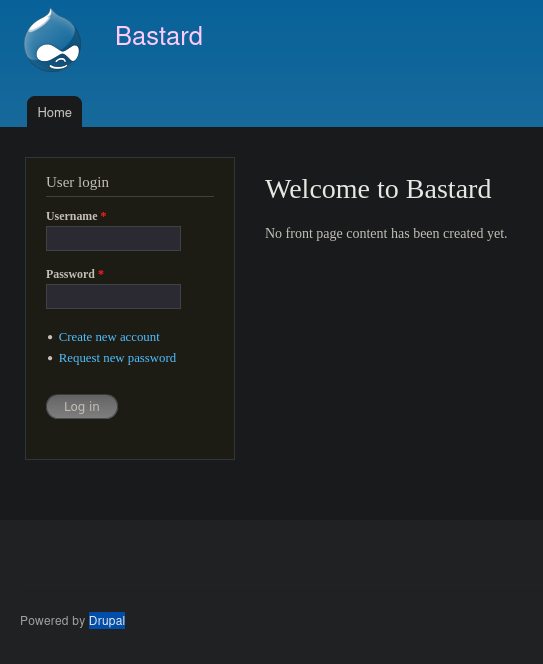 Bastard
Home
User login
Username *
Password *
Create new account
Request new password
Log in
Welcome to Bastard
No front page content has been created yet.
Powered by Drupal